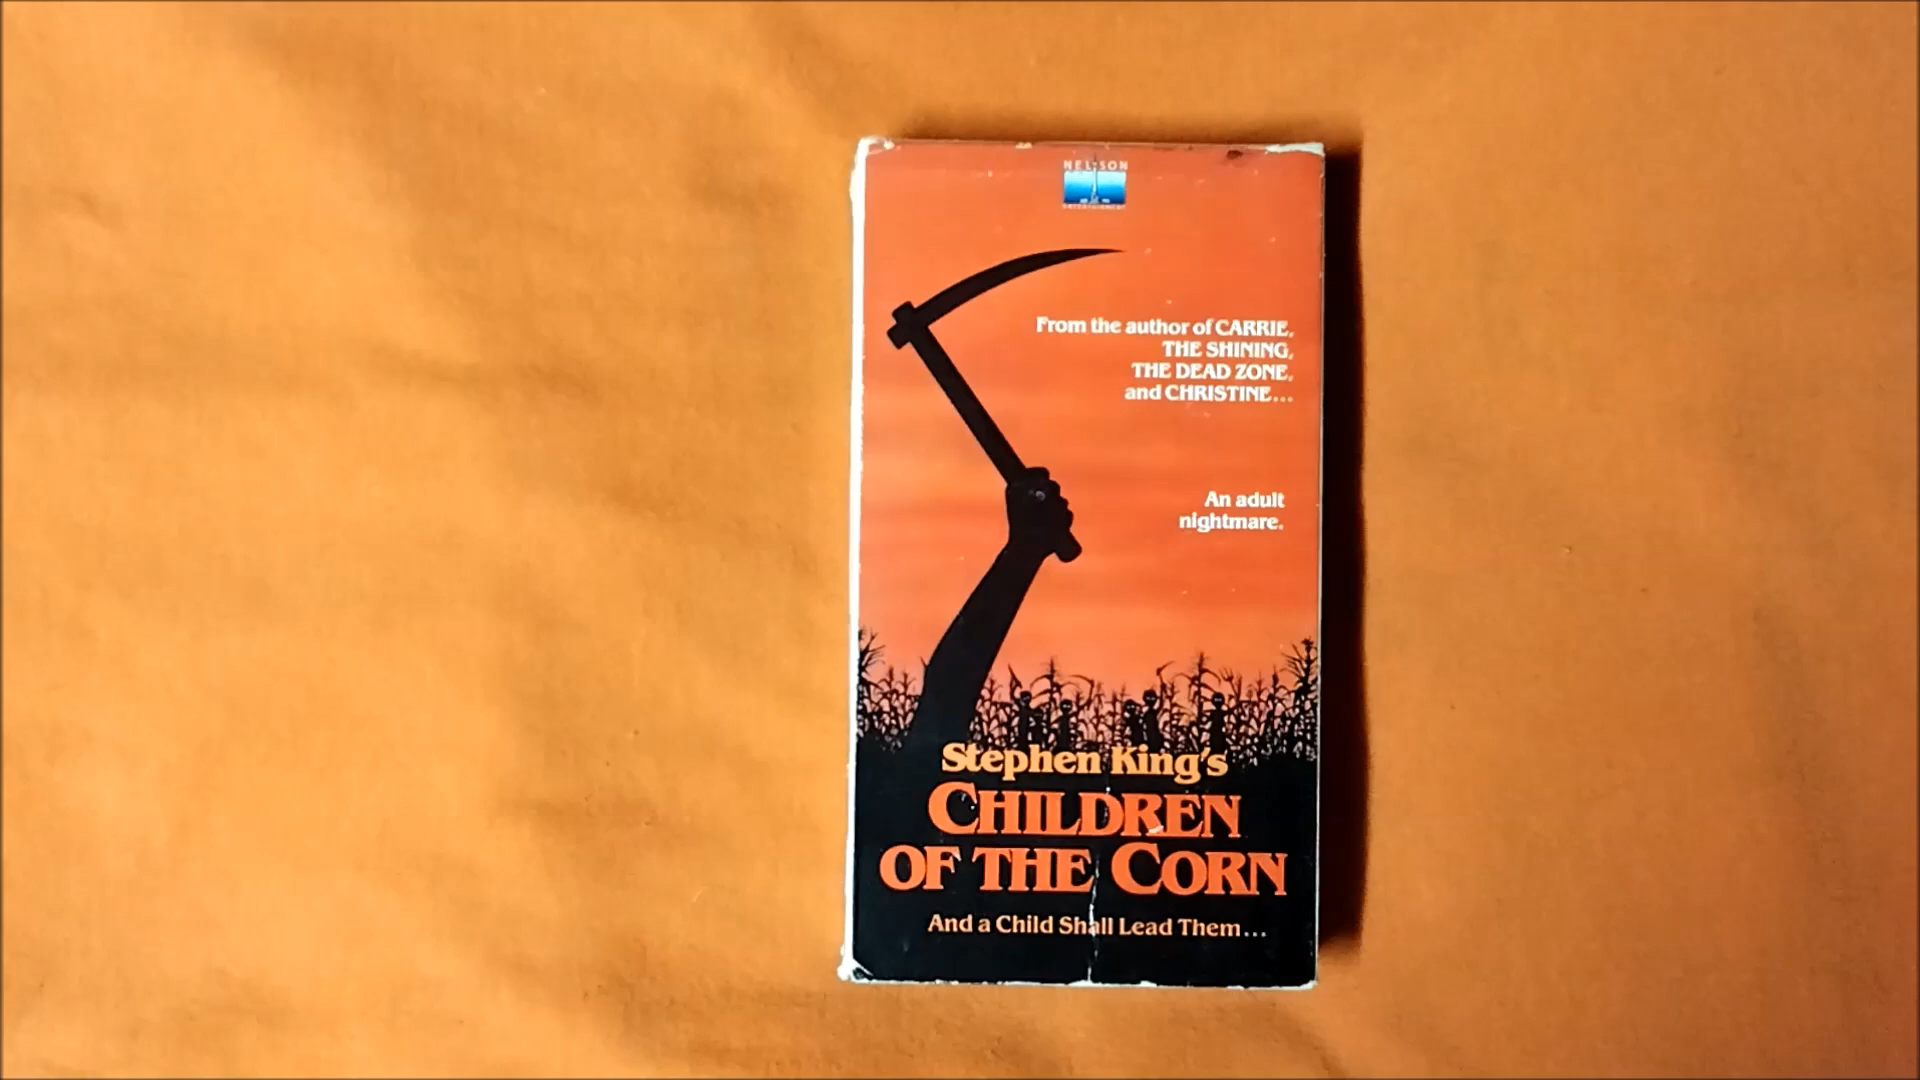 NELSON
ENTERTAINMENT
From the author of CARRIE,
THE SHINING,
THE DEAD ZONE,
and CHRISTINE...
An adult
nightmare.
Stephen King's
CHILDREN
OF THE CORN
And a Child Shall Lead Them...